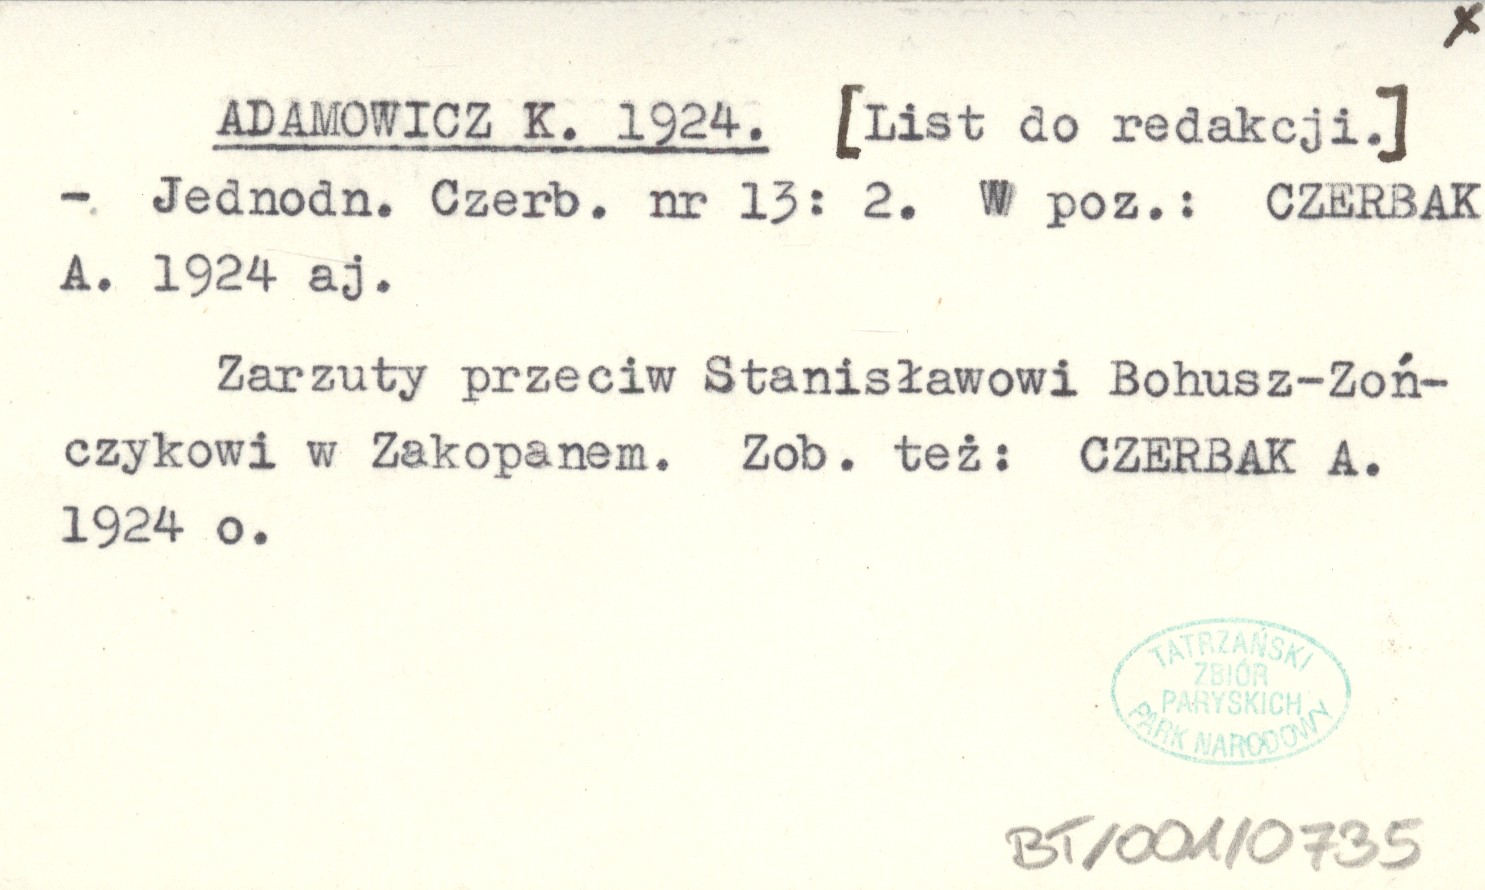 x
ADAMOWICZ K. 1924. [List do redakcji.]
- Jednodn. Czerb. nr 13: 2. W poz.: CZERBAK
A. 1924 aj.
Zarzuty przeciw Stanisławowi Bohusz-Zoń-
czykowi w Zakopanem. Zob. też: CZERBAK A.
1924 o.
TATRZAŃSKI
ZBIÓR
PARYSKICH
PARK NARODOWY
BT/001/0735